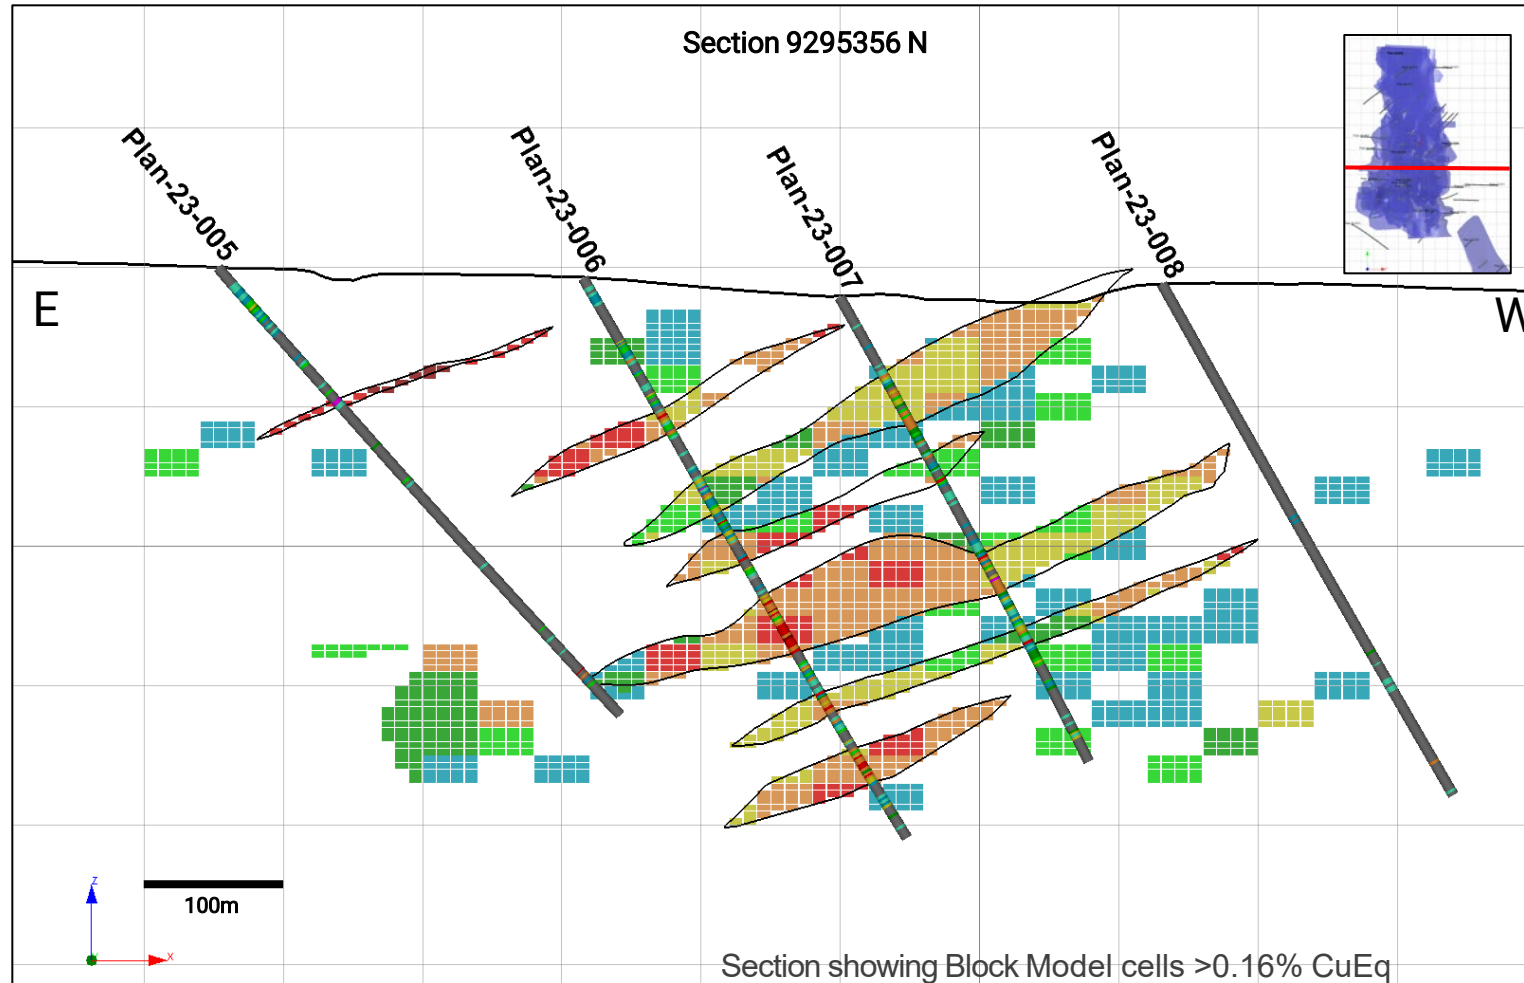 Section 9295356 N
Plan-23-005
Plan-23-006
Plan-23-007
Plan-23-008
E
W
z
x
100m
Section showing Block Model cells >0.16% CuEq